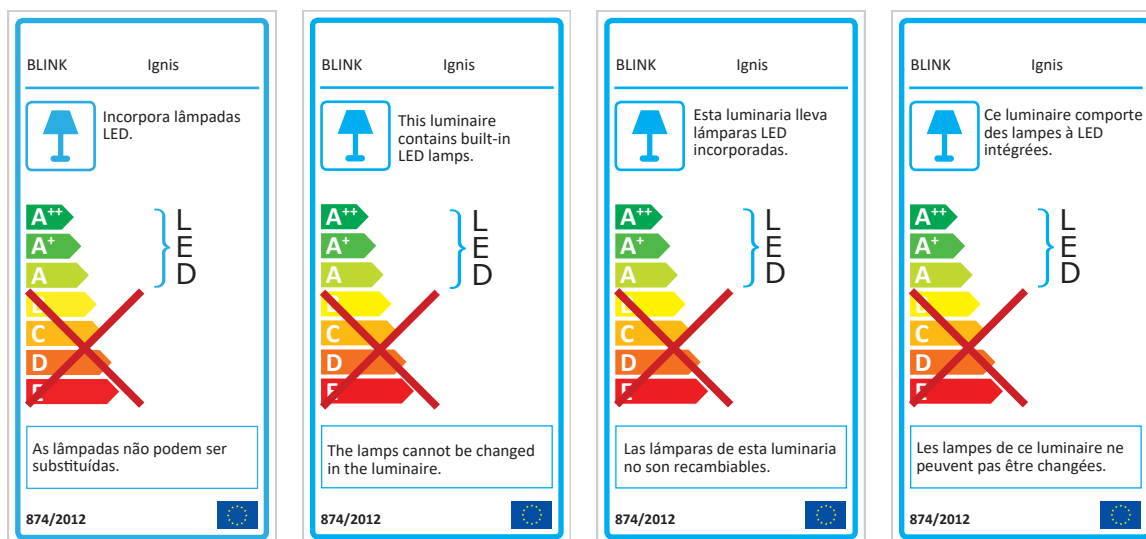 BLINK Ignis
Incorpora lâmpadas
LED.
A++
A+
A
C
D
L
E
D
As lâmpadas não podem ser
substituídas.
874/2012
BLINK Ignis
This luminaire
contains built-in
LED lamps.
A++
A+
A
C
D
L
E
D
The lamps cannot be changed
in the luminaire.
874/2012
BLINK Ignis
Esta luminaria lleva
lámparas LED
incorporadas.
A++
A+
A
C
D
L
E
D
Las lámparas de esta luminaria
no son recambiables.
874/2012
BLINK Ignis
Ce luminaire comporte
des lampes à LED
intégrées.
A++
A+
A
C
D
L
E
D
Les lampes de ce luminaire ne
peuvent pas être changées.
874/2012